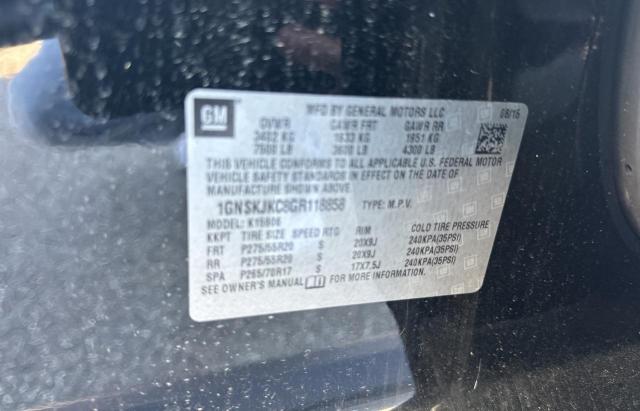 GM
MFD BY GENERAL MOTORS LLC 08/15
GVWR GAWR FRT GAWR RR
KG 1633 KG 1951 KG
LB 3600 LB 4300 LB
THIS VEHICLE CONFORMS TO ALL APPLICABLE U.S. FEDERAL MOTOR
VEHICLE SAFETY STANDARDS IN EFFECT ON THE DATE OF
MANUFACTURE SHOWN ABOVE.
1GNSKJKC8GR118858 TYPE: M.P.V.
MODEL:
KKPT TIRE SIZE SPEED RTG RIM COLD TIRE PRESSURE
FRT P275/55R20 S 20X9J 240KPA(35PSI)
RR P275/55R20 S 20X9J 240KPA(35PSI)
SPA P265/70R17 S 17X7.5J 240KPA(35PSI)
SEE OWNER'S MANUAL FOR MORE INFORMATION.